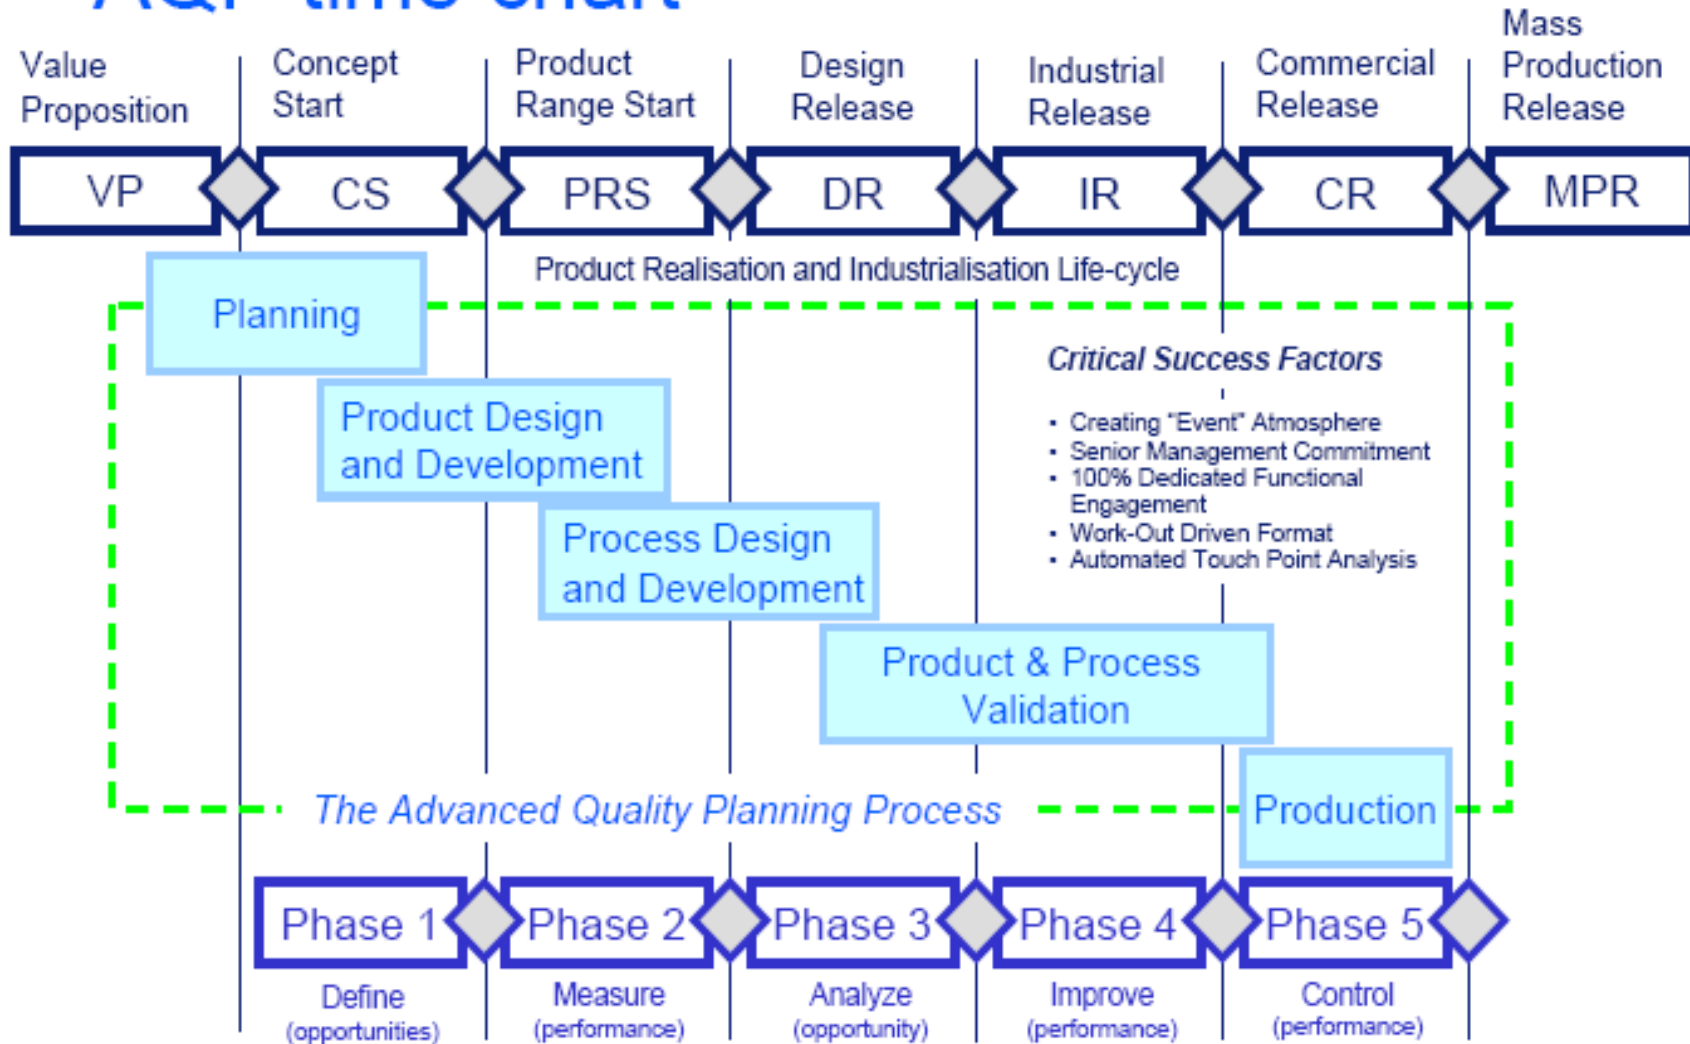 AQP time chart
Value
Proposition
Concept
Start
Product
Range Start
Design
Release
Industrial
Release
Commercial
Release
Mass
Production
Release
VP
CS
PRS
DR
IR
CR
MPR
Product Realisation and Industrialisation Life-cycle
Planning
Product Design
and Development
Process Design
and Development
Critical Success Factors
▪ Creating "Event" Atmosphere
▪ Senior Management Commitment
▪ 100% Dedicated Functional
Engagement
▪ Work-Out Driven Format
▪ Automated Touch Point Analysis
Product & Process
Validation
The Advanced Quality Planning Process
Production
Phase 1
Phase 2
Phase 3
Phase 4
Phase 5
Define
(opportunities)
Measure
(performance)
Analyze
(opportunity)
Improve
(performance)
Control
(performance)